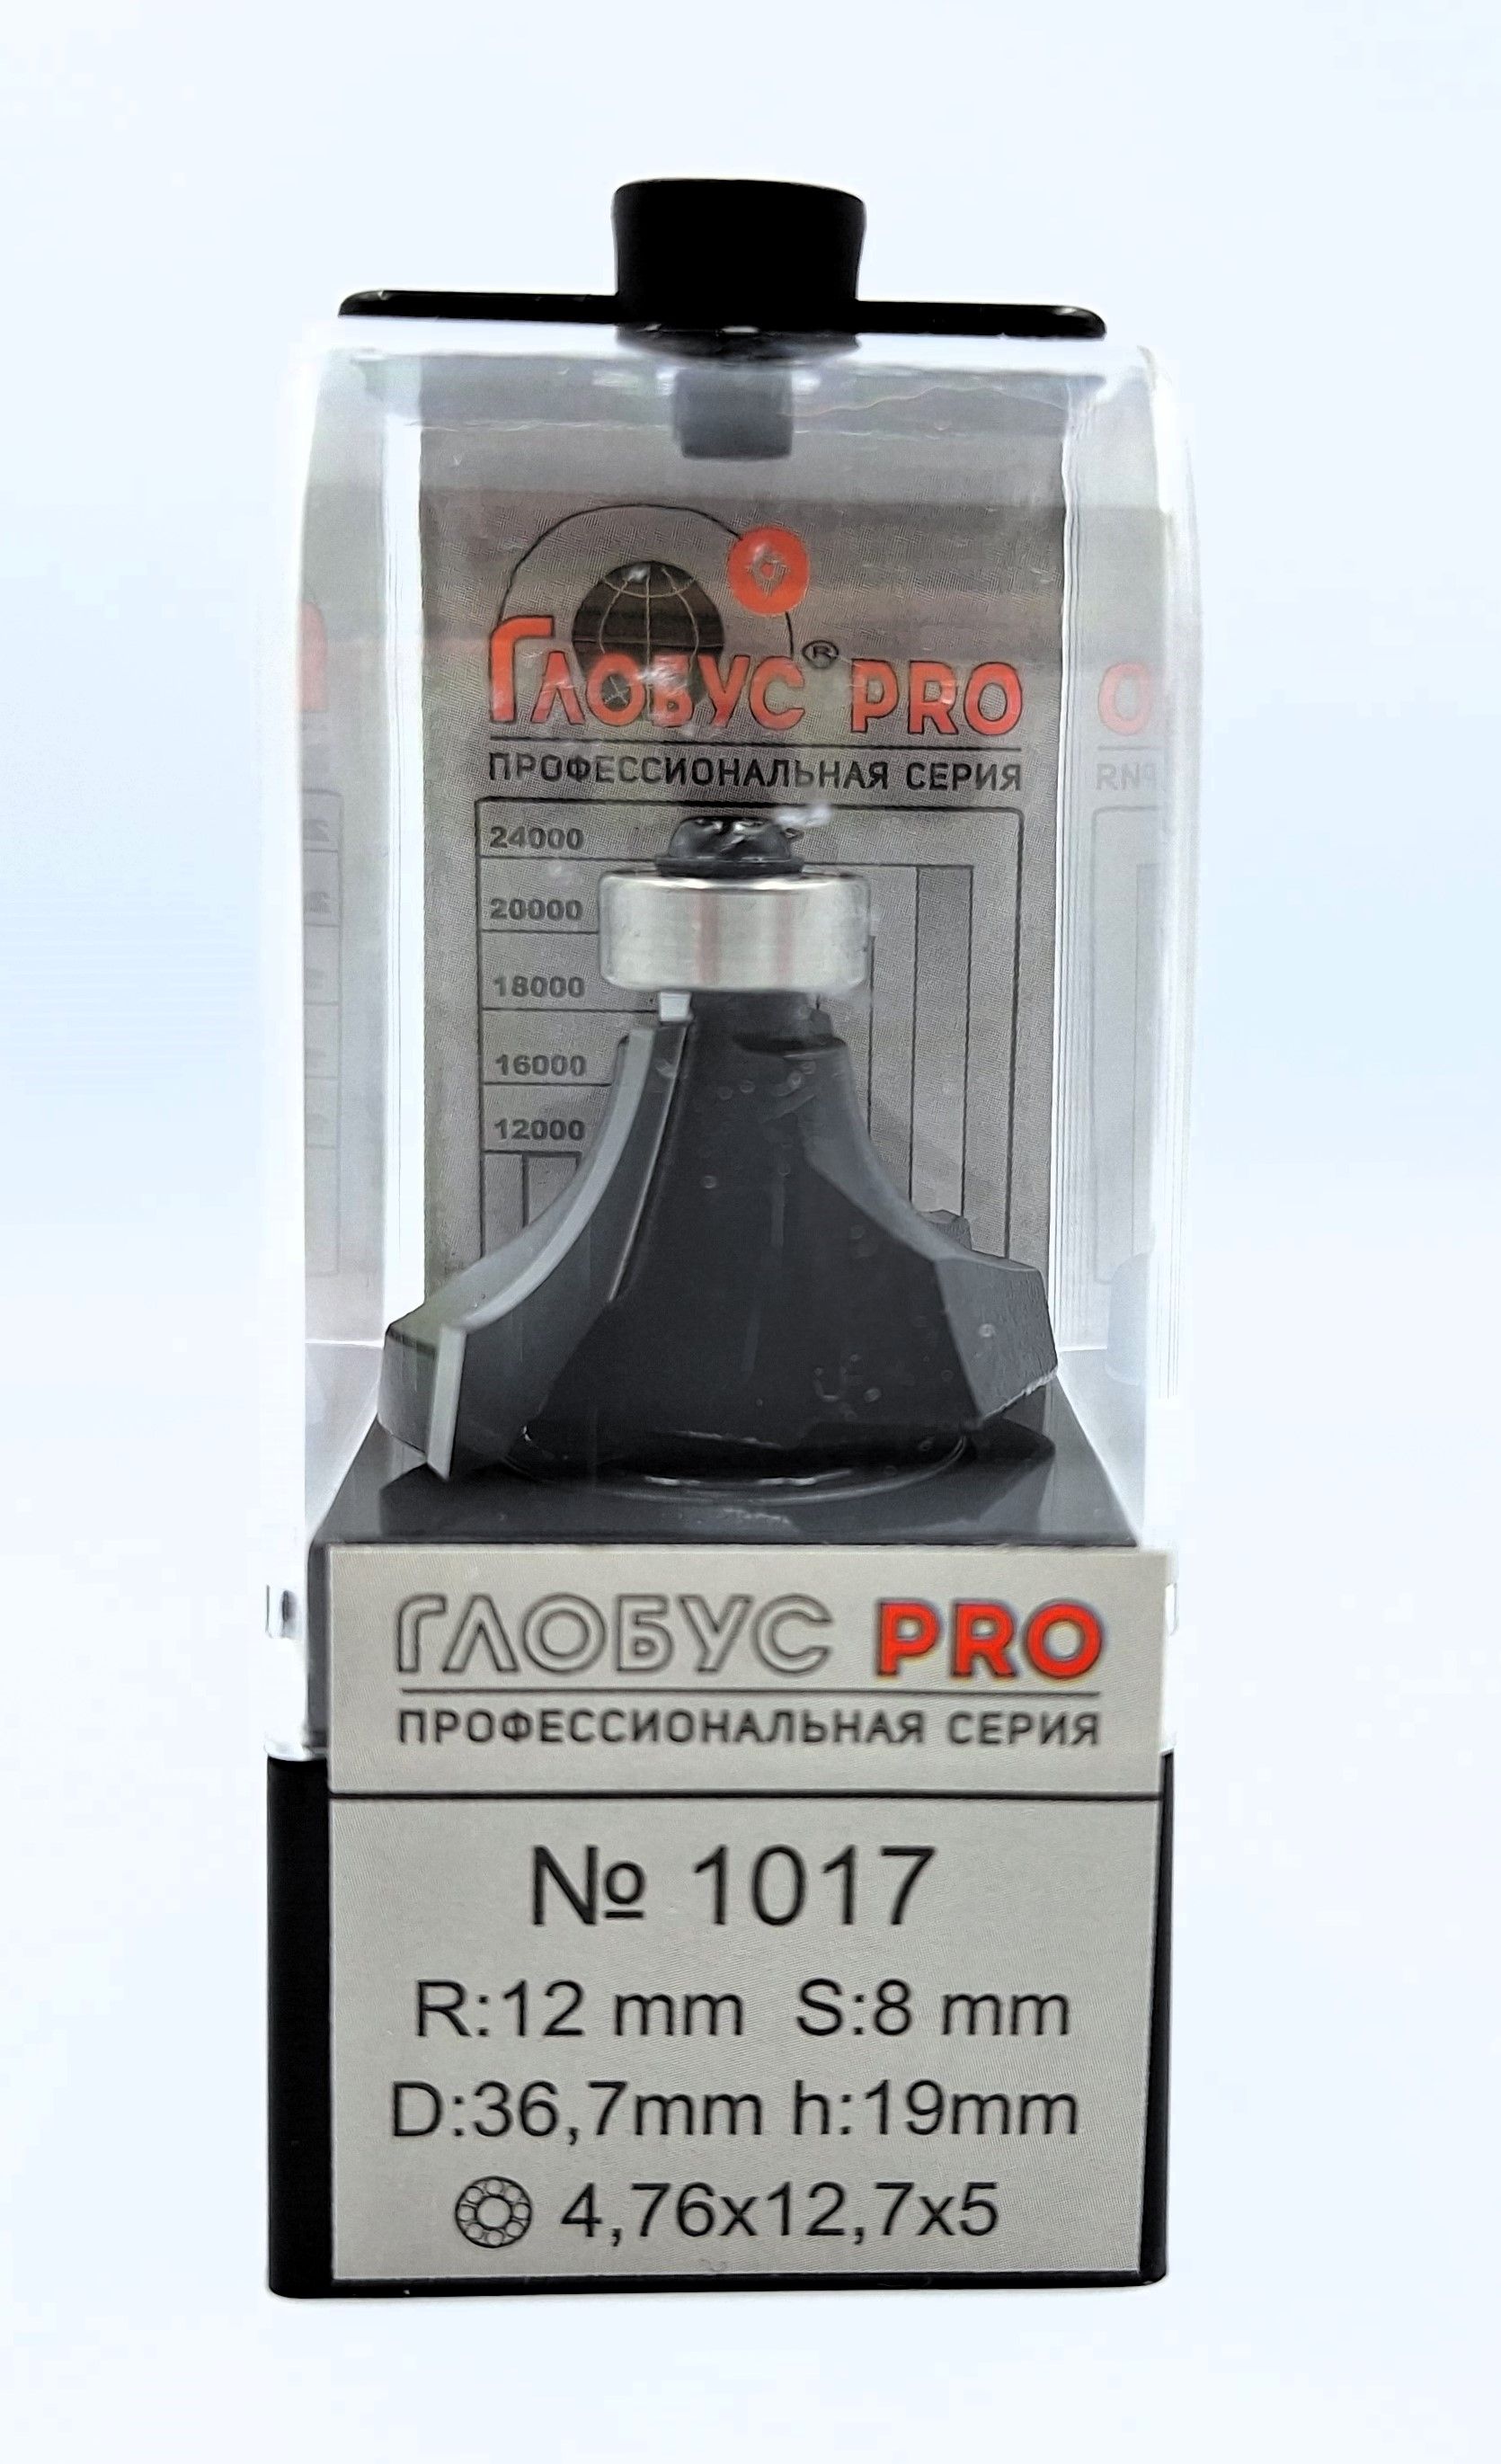 ГЛОБУС® PRO
ПРОФЕССИОНАЛЬНАЯ СЕРИЯ
24000
20000
18000
16000
12000
ГЛОБУС PRO
ПРОФЕССИОНАЛЬНАЯ СЕРИЯ
№ 1017
R:12 mm S:8 mm
D:36,7mm h:19mm
4,76x12,7x5